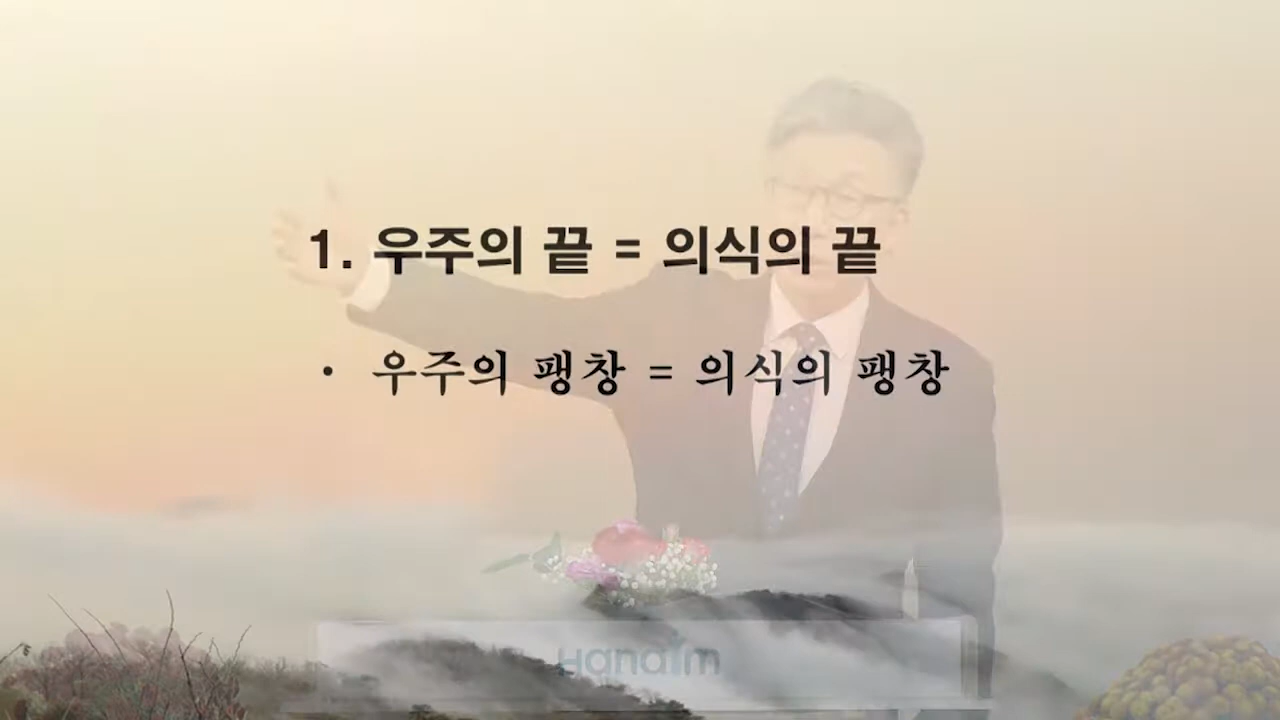 1. 우주의 끝 = 의식의 끝
• 우주의 팽창 = 의식의 팽창
Hanaim